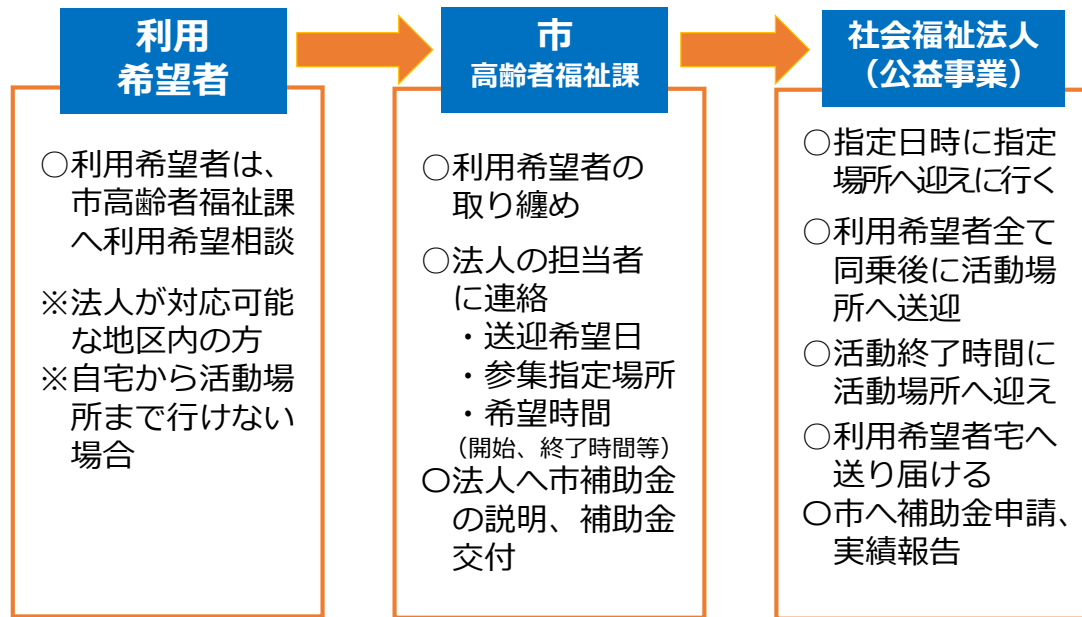 利用
希望者
○利用希望者は、
市高齢者福祉課
へ利用希望相談
※法人が対応可能
な地区内の方
※自宅から活動場
所まで行けない
場合
市
高齢者福祉課
○利用希望者の
取り纏め
○法人の担当者
に連絡
・送迎希望日
・参集指定場所
・希望時間
（開始、終了時間等）
〇法人へ市補助金
の説明、補助金
交付
社会福祉法人
（公益事業）
○指定日時に指定
場所へ迎えに行く
○利用希望者全て
同乗後に活動場
所へ送迎
○活動終了時間に
活動場所へ迎え
○利用希望者宅へ
送り届ける
〇市へ補助金申請、
実績報告